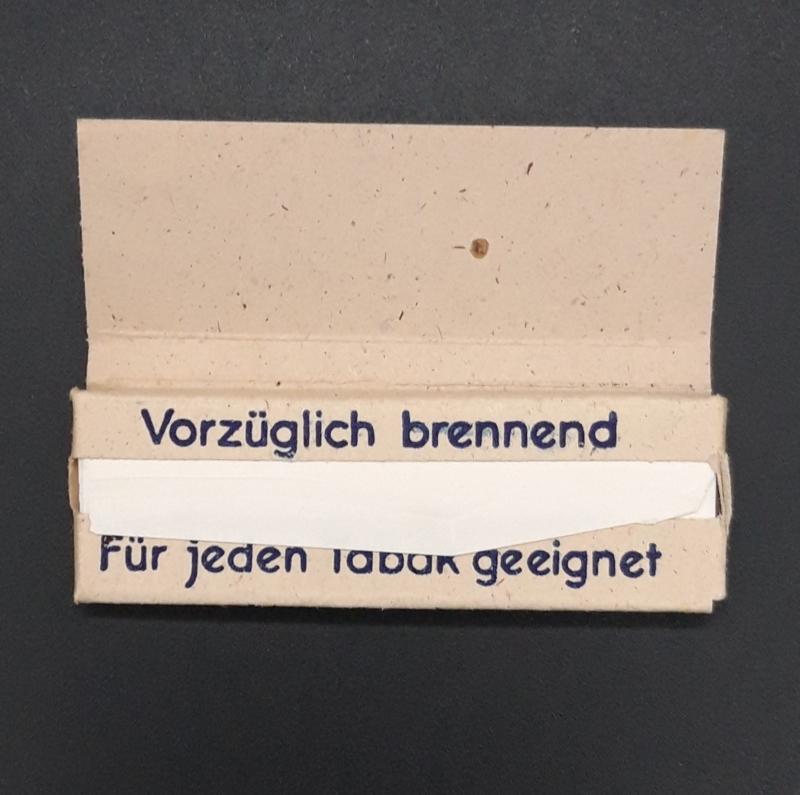 Vorzüglich brennend
Für jeden Tabak geeignet